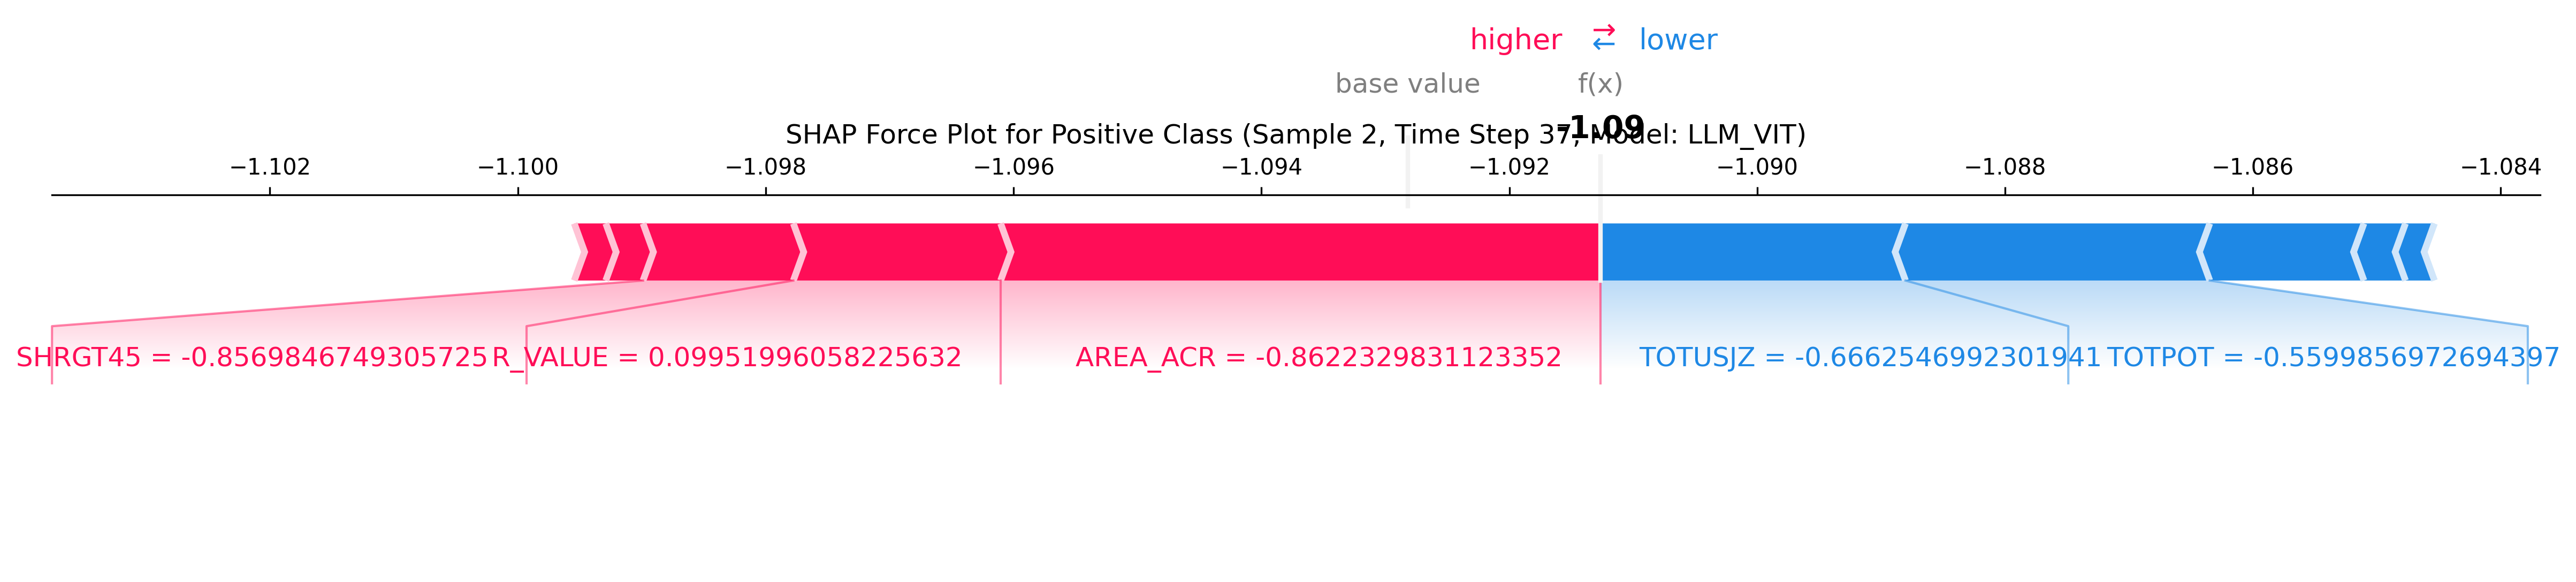 higher ⇄ lower
base value f(x)
-1.09
SHAP Force Plot for Positive Class (Sample 2, Time Step 37, Model: LLM_VIT)
−1.102 −1.100 −1.098 −1.096 −1.094 −1.092 −1.090 −1.088 −1.086 −1.084
SHRGT45 = -0.8569846749305725 R_VALUE = 0.09951996058225632 AREA_ACR = -0.8622329831123352 TOTUSJZ = -0.6662546992301941 TOTPOT = -0.5599856972694397